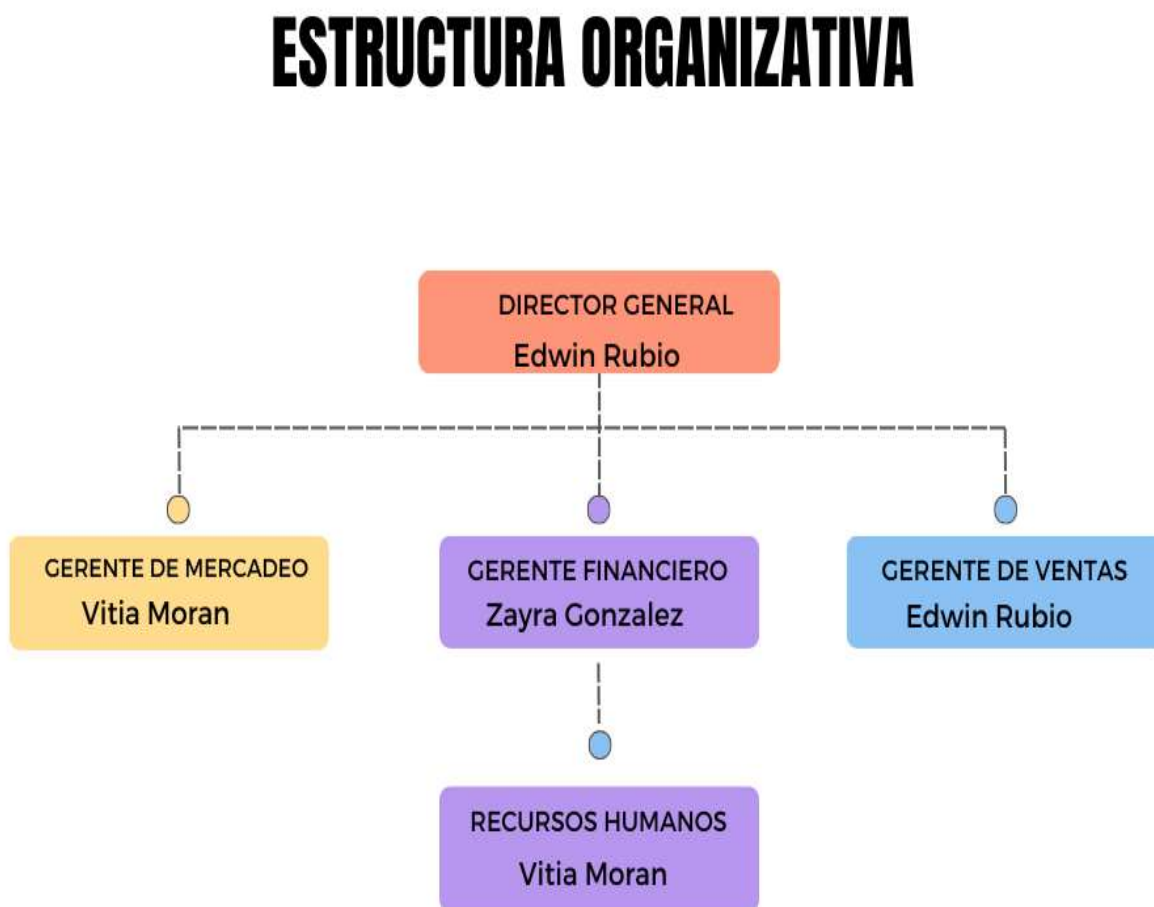 ESTRUCTURA ORGANIZATIVA
DIRECTOR GENERAL
Edwin Rubio
GERENTE DE MERCADEO
Vitia Moran
GERENTE FINANCIERO
Zayra Gonzalez
GERENTE DE VENTAS
Edwin Rubio
RECURSOS HUMANOS
Vitia Moran